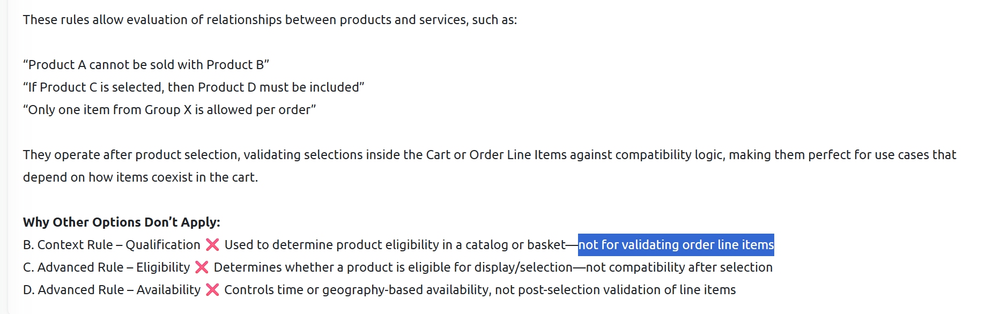 These rules allow evaluation of relationships between products and services, such as:
“Product A cannot be sold with Product B”
“If Product C is selected, then Product D must be included”
“Only one item from Group X is allowed per order”
They operate after product selection, validating selections inside the Cart or Order Line Items against compatibility logic, making them perfect for use cases that
depend on how items coexist in the cart.
Why Other Options Don’t Apply:
B. Context Rule – Qualification ❌ Used to determine product eligibility in a catalog or basket—not for validating order line items
C. Advanced Rule – Eligibility ❌ Determines whether a product is eligible for display/selection—not compatibility after selection
D. Advanced Rule – Availability ❌ Controls time or geography-based availability, not post-selection validation of line items